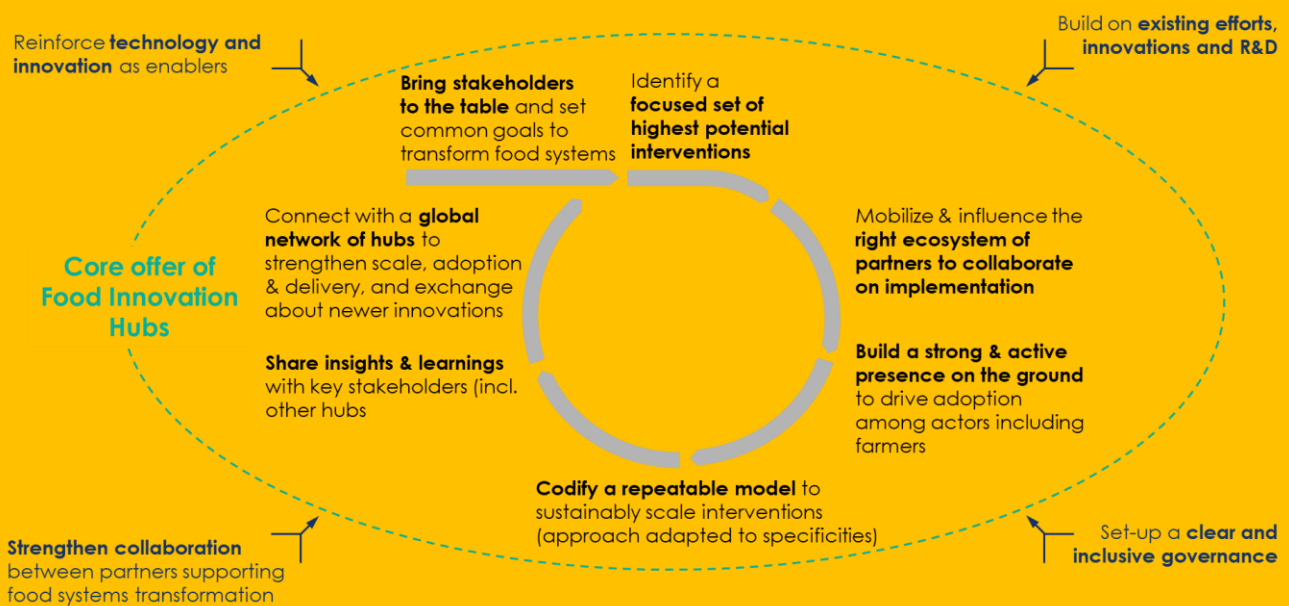 Reinforce technology and
innovation as enablers
Build on existing efforts,
innovations and R&D
Bring stakeholders
to the table and set
common goals to
transform food systems
Identify a
focused set of
highest potential
interventions
Mobilize & influence the
right ecosystem of
partners to collaborate
on implementation
Build a strong & active
presence on the ground
to drive adoption
among actors including
farmers
Codify a repeatable model to
sustainably scale interventions
(approach adapted to specificities)
Share insights & learnings
with key stakeholders (incl.
other hubs
Connect with a global
network of hubs to
strengthen scale, adoption
& delivery, and exchange
about newer innovations
Core offer of
Food Innovation
Hubs
Strengthen collaboration
between partners supporting
food systems transformation
Set-up a clear and
inclusive governance